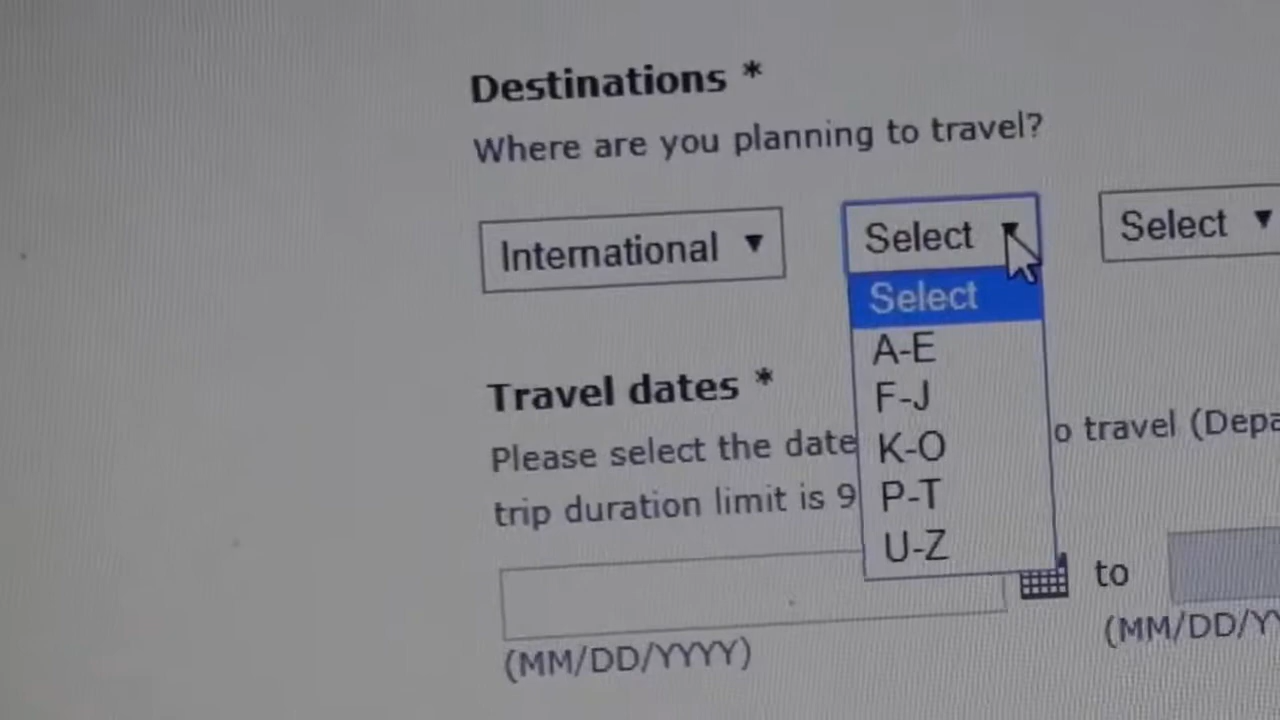 Destinations *
Where are you planning to travel?
International Select Select
Select
A-E
F-J
K-O
P-T
U-Z
Travel dates *
Please select the date o travel
trip duration limit is 9
to
(MM/DD/YYYY)